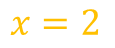 x = 2